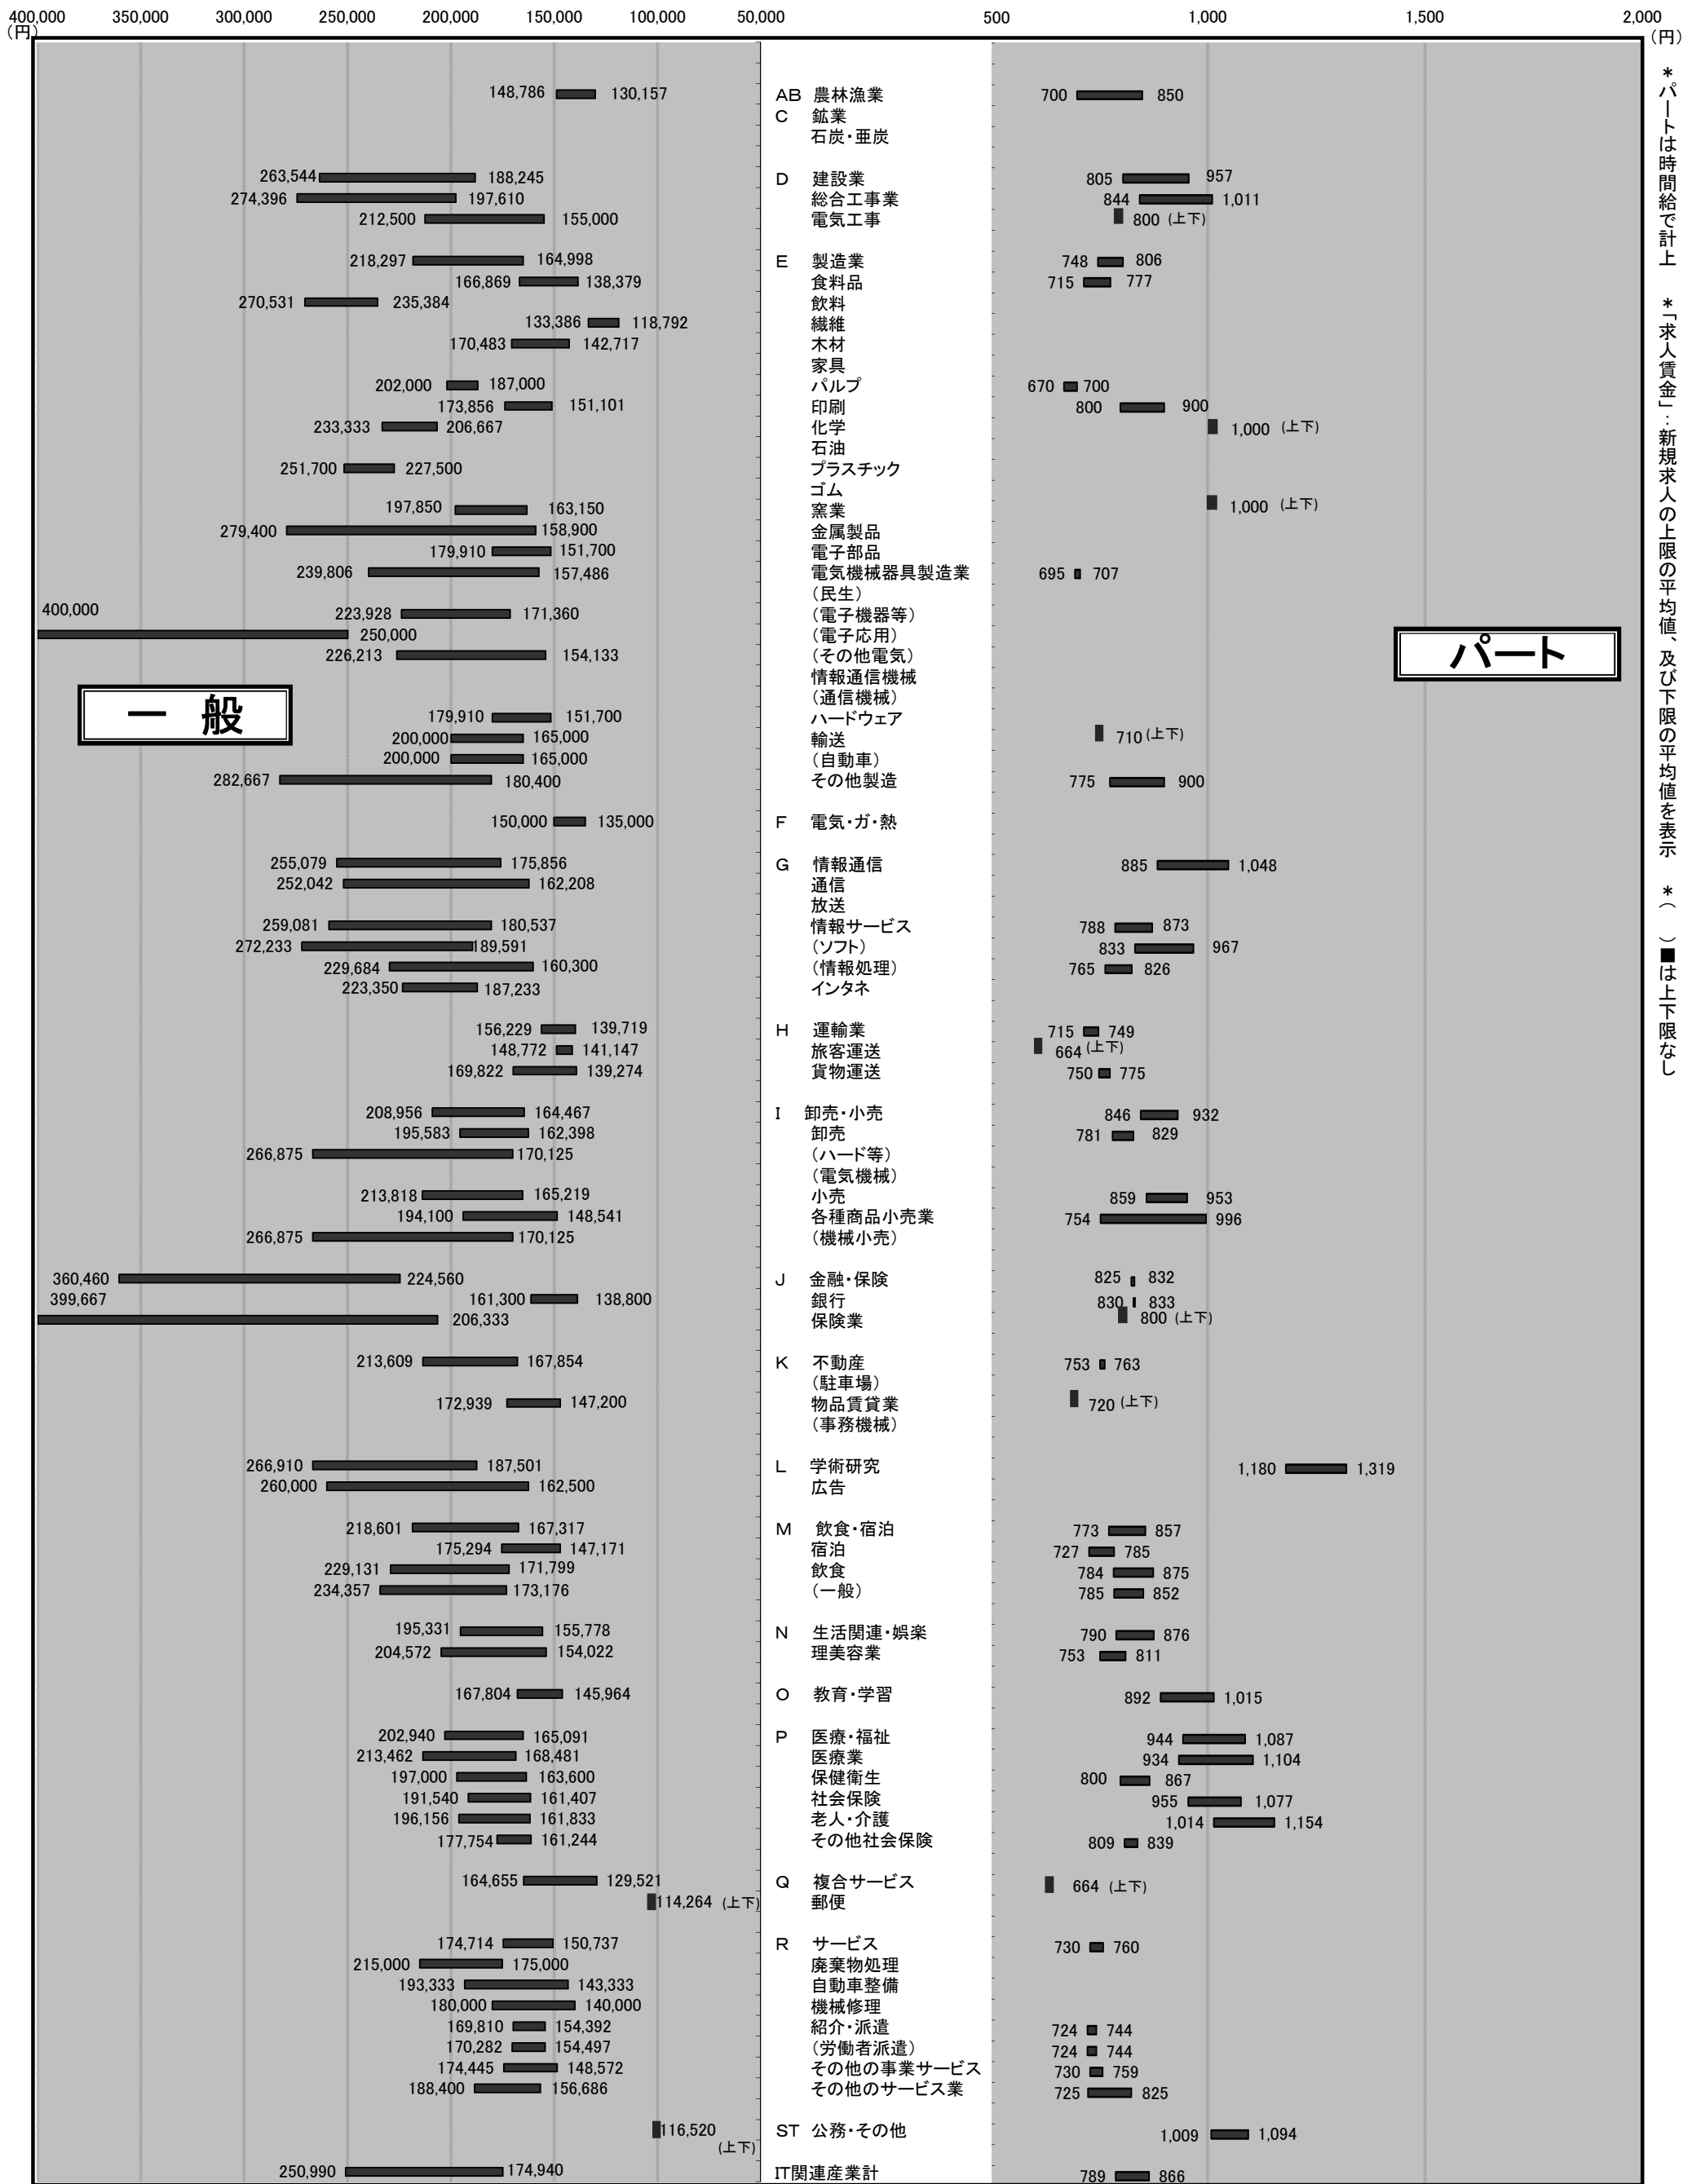 400,000 350,000 300,000 250,000 200,000 150,000 100,000 50,000 500 1,000 1,500 2,000
(円) (円)
148,786 130,157 AB 農林漁業 700 850
C 鉱業
石炭・亜炭
263,544 188,245 D 建設業 805 957
274,396 197,610 総合工事業 844 1,011
212,500 155,000 電気工事 800 (上下)
218,297 164,998 E 製造業 748 806
166,869 138,379 食料品 715 777
270,531 235,384 飲料
133,386 118,792 繊維
170,483 142,717 木材
家具
202,000 187,000 パルプ 670 700
173,856 151,101 印刷 800 900
233,333 206,667 化学 1,000 (上下)
石油
251,700 227,500 プラスチック
ゴム
197,850 163,150 窯業 1,000 (上下)
279,400 158,900 金属製品
179,910 151,700 電子部品
239,806 157,486 電気機械器具製造業 695 707
(民生)
400,000
223,928 171,360 (電子機器等)
250,000 (電子応用)
226,213 154,133 (その他電気)
パート
情報通信機械
(通信機械)
一 般
179,910 151,700 ハードウェア
200,000 165,000 輸送 710 (上下)
200,000 165,000 (自動車)
282,667 180,400 その他製造 775 900
150,000 135,000 F 電気・ガ・熱
255,079 175,856 G 情報通信 885 1,048
252,042 162,208 通信
放送
259,081 180,537 情報サービス 788 873
272,233 189,591 (ソフト) 833 967
229,684 160,300 (情報処理) 765 826
223,350 187,233 インタネ
156,229 139,719 H 運輸業 715 749
148,772 141,147 旅客運送 664 (上下)
169,822 139,274 貨物運送 750 775
208,956 164,467 I 卸売・小売 846 932
195,583 162,398 卸売 781 829
266,875 170,125 (ハード等)
(電気機械)
213,818 165,219 小売 859 953
194,100 148,541 各種商品小売業 754 996
266,875 170,125 (機械小売)
360,460 224,560 J 金融・保険 825 832
399,667 161,300 138,800 銀行 830 833
206,333 保険業 800 (上下)
213,609 167,854 K 不動産 753 763
(駐車場)
172,939 147,200 物品賃貸業 720 (上下)
(事務機械)
266,910 187,501 L 学術研究 1,180 1,319
260,000 162,500 広告
218,601 167,317 M 飲食・宿泊 773 857
175,294 147,171 宿泊 727 785
229,131 171,799 飲食 784 875
234,357 173,176 (一般) 785 852
195,331 155,778 N 生活関連・娯楽 790 876
204,572 154,022 理美容業 753 811
167,804 145,964 O 教育・学習 892 1,015
202,940 165,091 P 医療・福祉 944 1,087
213,462 168,481 医療業 934 1,104
197,000 163,600 保健衛生 800 867
191,540 161,407 社会保険 955 1,077
196,156 161,833 老人・介護 1,014 1,154
177,754 161,244 その他社会保険 809 839
164,655 129,521 Q 複合サービス 664 (上下)
114,264 (上下) 郵便
174,714 150,737 R サービス 730 760
215,000 175,000 廃棄物処理
193,333 143,333 自動車整備
180,000 140,000 機械修理
169,810 154,392 紹介・派遣 724 744
170,282 154,497 (労働者派遣) 724 744
174,445 148,572 その他の事業サービス 730 759
188,400 156,686 その他のサービス業 725 825
116,520 ST 公務・その他 1,009 1,094
(上下)
250,990 174,940 IT関連産業計 789 866
*パートは時間給で計上 *「求人賃金」:新規求人の上限の平均値、及び下限の平均値を表示 *( )■は上下限なし